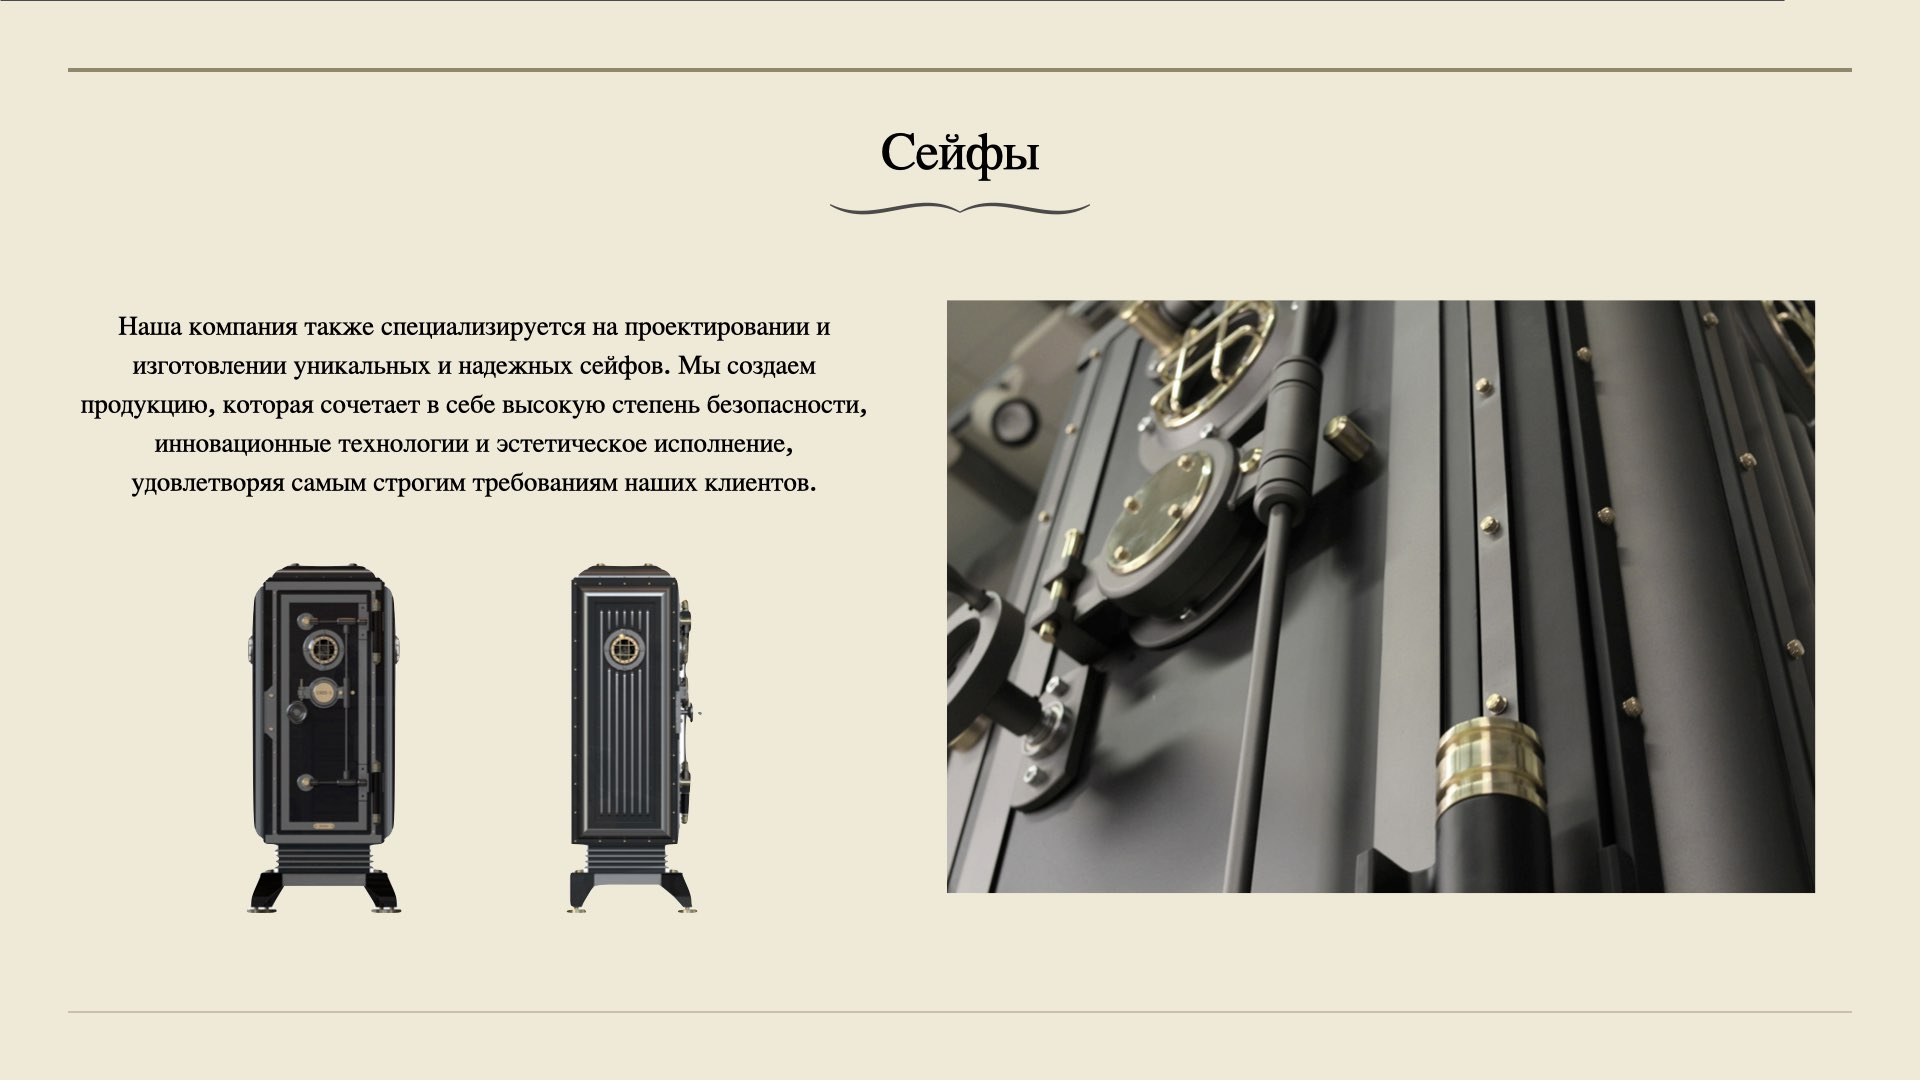 Сейфы
Наша компания также специализируется на проектировании и
изготовлении уникальных и надежных сейфов. Мы создаем
продукцию, которая сочетает в себе высокую степень безопасности,
инновационные технологии и эстетическое исполнение,
удовлетворяя самым строгим требованиям наших клиентов.